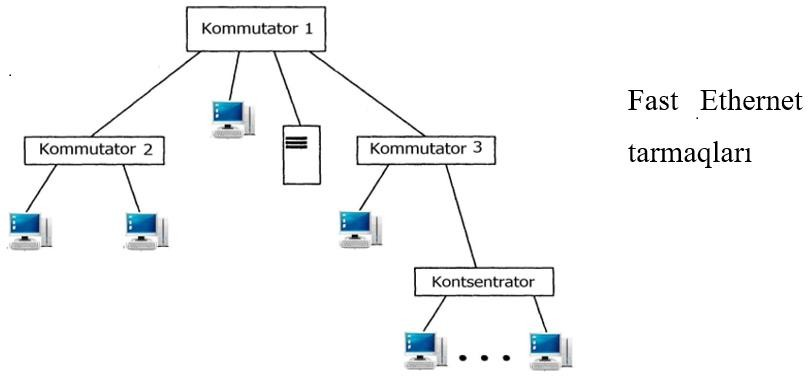 Kommutator 1
Fast Ethernet
tarmaqları
Kommutator 2
Kommutator 3
Kontsentrator